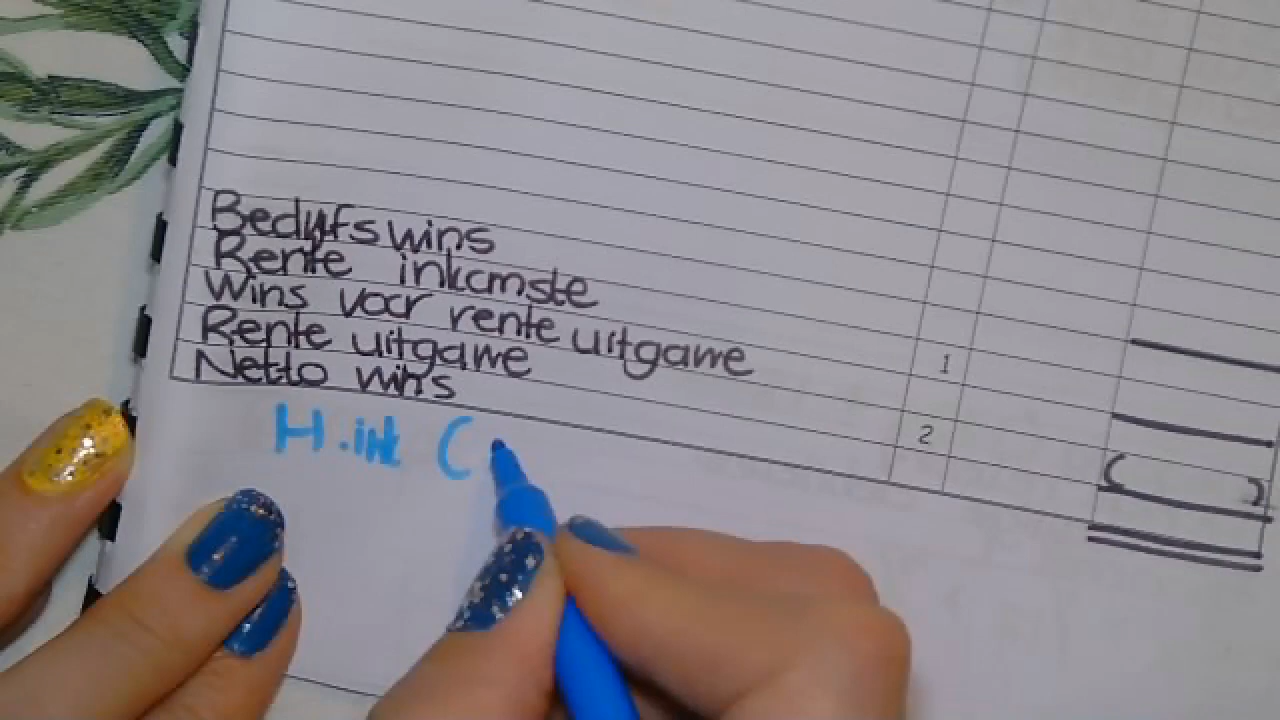 Bedryfswins
Rente inkomste
Wins voor rente uitgawe
1
Rente uitgawe
Netto wins
2
( )
H.ink (